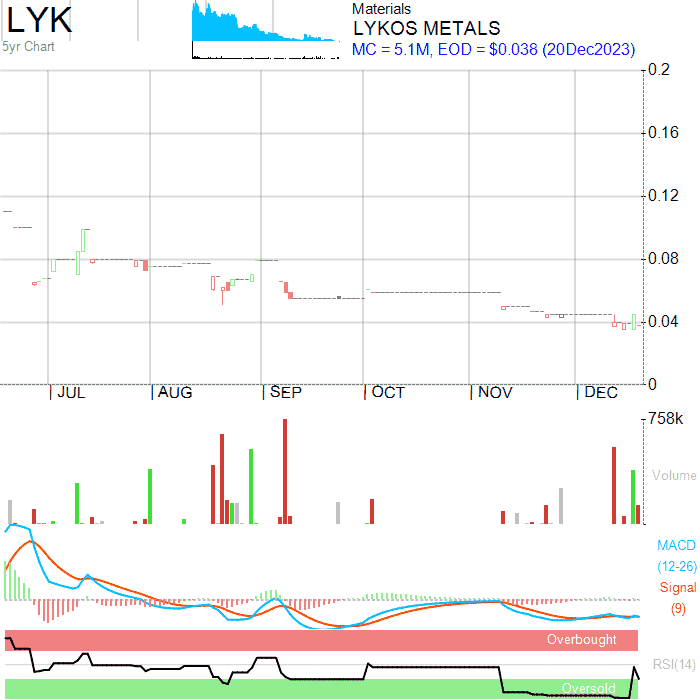 LYK
5yr Chart
Materials
LYKOS METALS
MC = 5.1M, EOD = $0.038 (20Dec2023)
0.2
0.16
0.12
0.08
0.04
0
JUL AUG SEP OCT NOV DEC
758k
Volume
MACD
(12-26)
Signal
(9)
Overbought
RSI(14)
Oversold